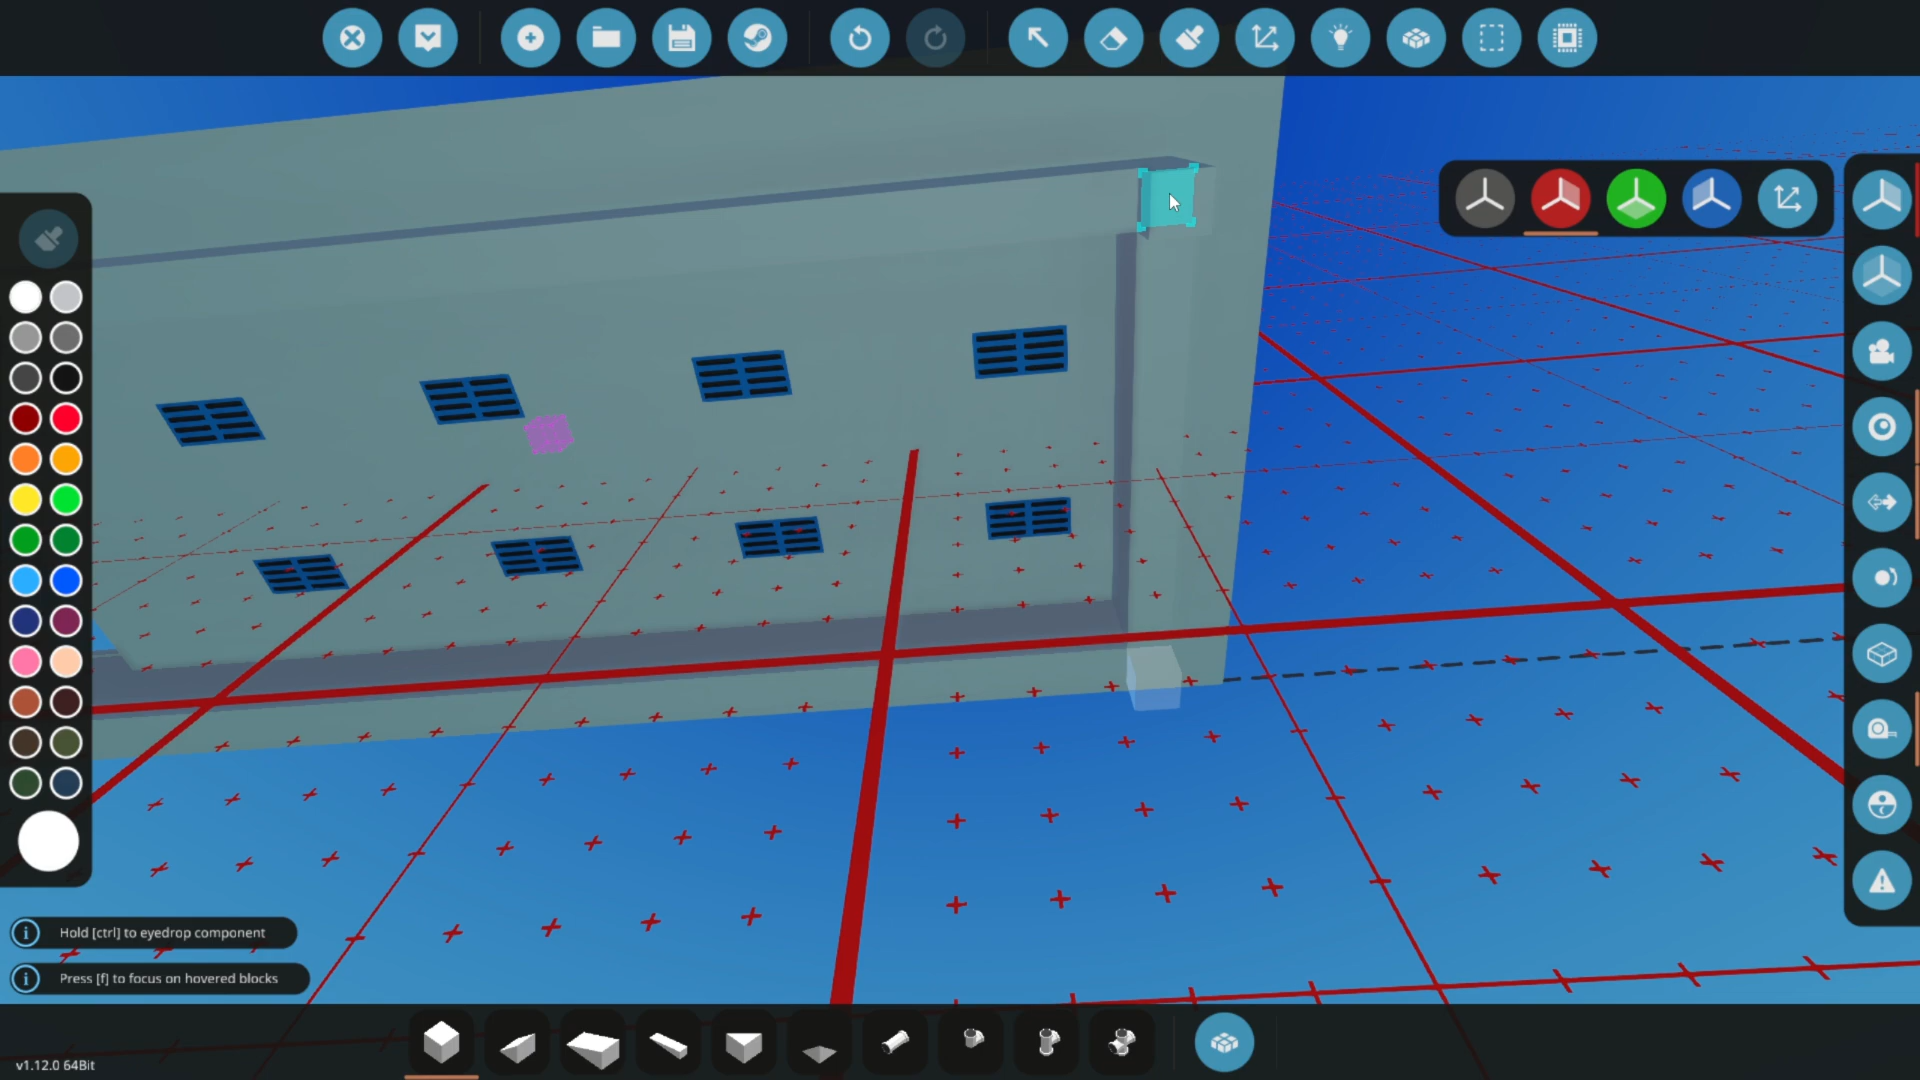 Hold [ctrl] to eyedrop component
Press [f] to focus on hovered blocks
v1.12.0 64Bit